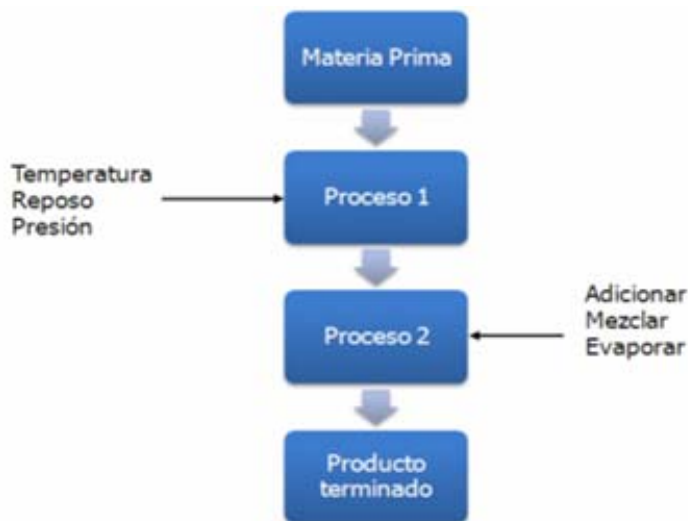 Materia Prima
Temperatura
Reposo
Presión
Proceso 1
Adicionar
Mezclar
Evaporar
Proceso 2
Producto
terminado